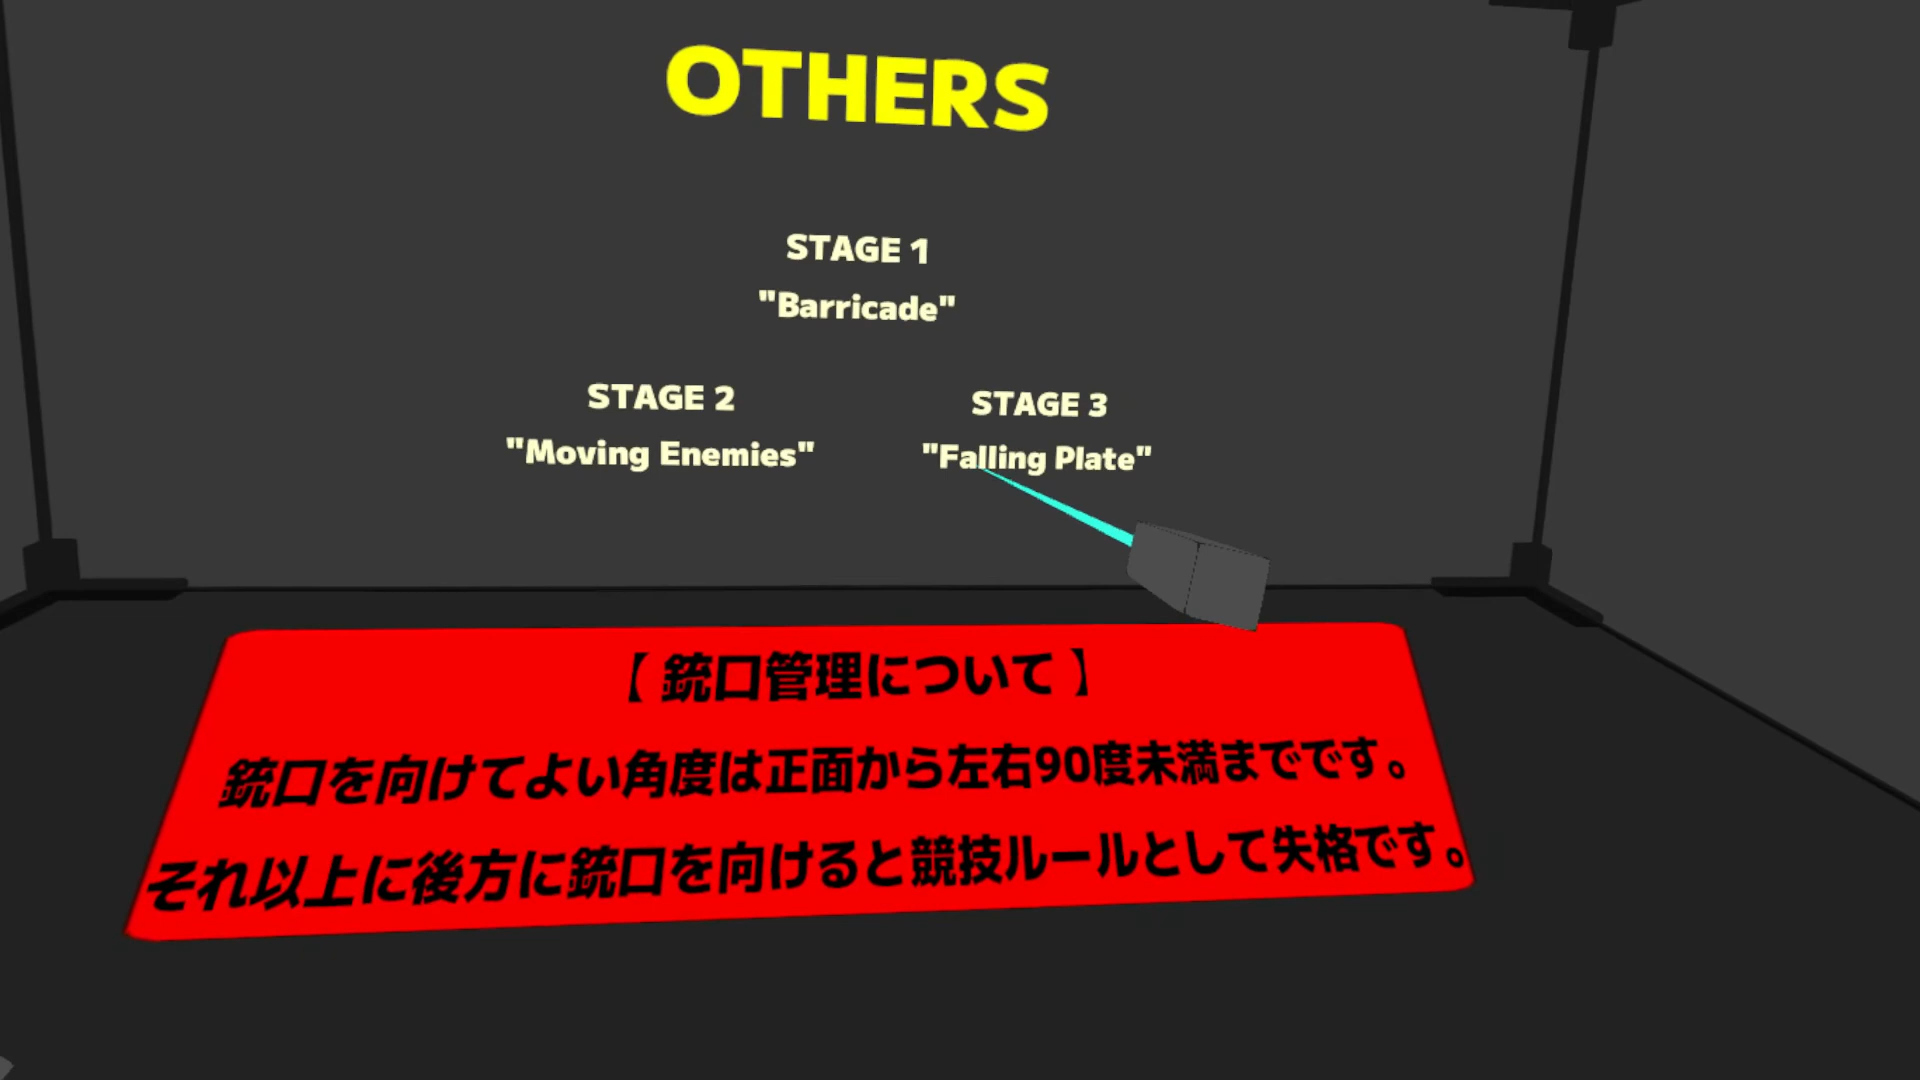 OTHERS
STAGE 1
"Barricade"
STAGE 2
"Moving Enemies"
STAGE 3
"Falling Plate"
【 銃口管理について 】
銃口を向けてよい角度は正面から左右90度未満までです。
それ以上に後方に銃口を向けると競技ルールとして失格です。